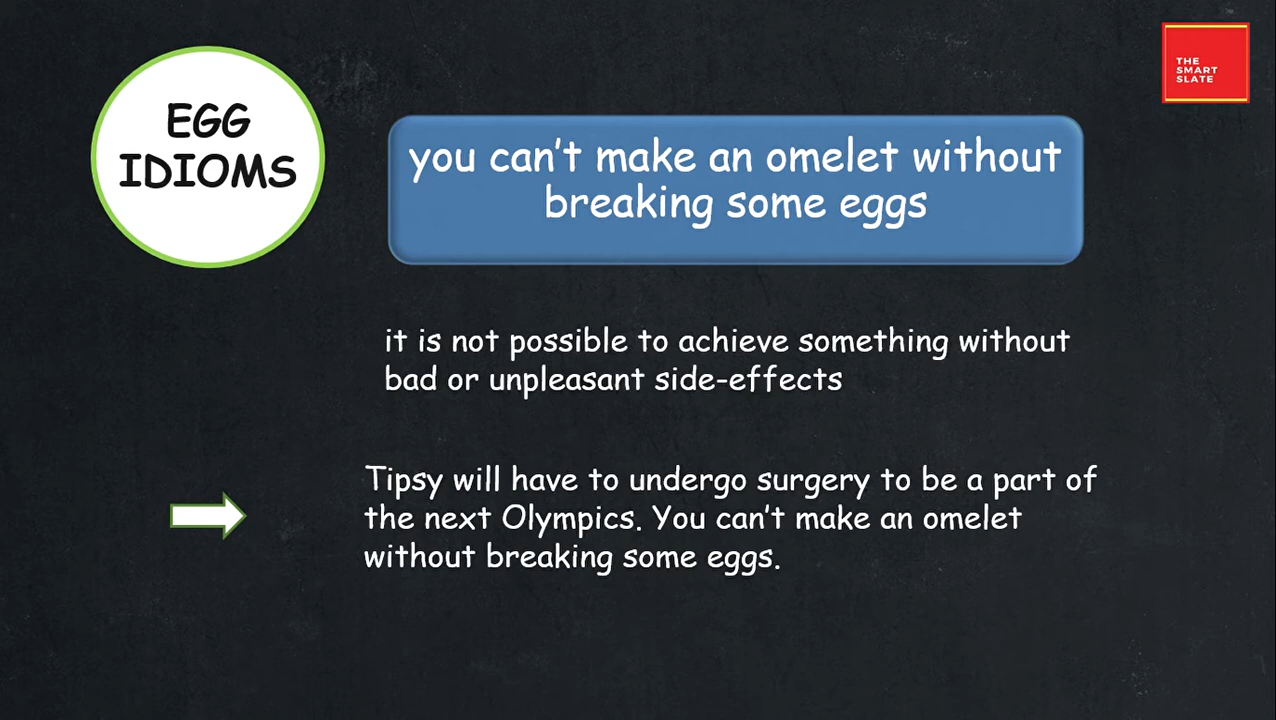 EGG
IDIOMS
THE
SMART
SLATE
you can't make an omelet without
breaking some eggs
it is not possible to achieve something without
bad or unpleasant side-effects
Tipsy will have to undergo surgery to be a part of
the next Olympics. You can't make an omelet
without breaking some eggs.